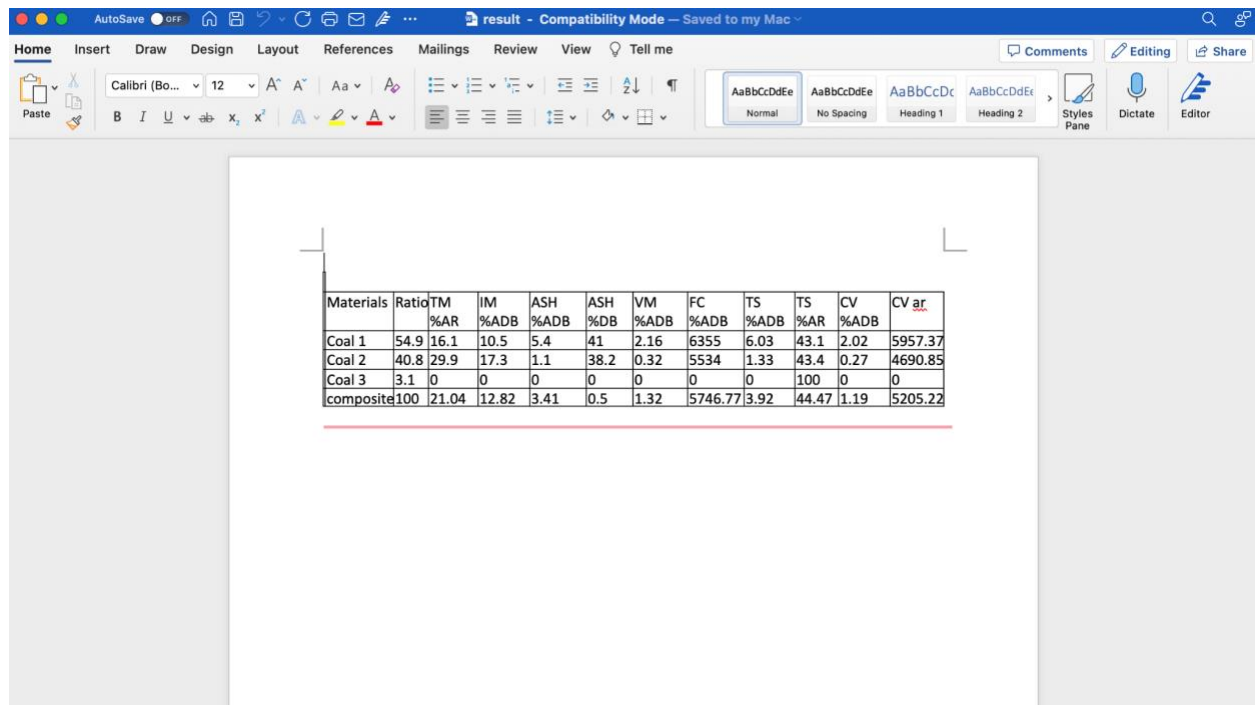 AutoSave OFF ... result - Compatibility Mode — Saved to my Mac
Home Insert Draw Design Layout References Mailings Review View Tell me Comments Editing Share
Paste Calibri (Bo... 12 A^ A˅ Aa A A Z ¶
B I U ab x₂ x² A A
AaBbCcDdEe AaBbCcDdEe AaBbCcDc AaBbCcDdEe
Normal No Spacing Heading 1 Heading 2 Styles Pane Dictate Editor
Materials Ratio TM %AR IM %ADB ASH %ADB ASH %DB VM %ADB FC %ADB TS %ADB TS %AR CV %ADB CV ar
Coal 1 54.9 16.1 10.5 5.4 41 2.16 6355 6.03 43.1 2.02 5957.37
Coal 2 40.8 29.9 17.3 1.1 38.2 0.32 5534 1.33 43.4 0.27 4690.85
Coal 3 3.1 0 0 0 0 0 0 0 100 0 0
composite 100 21.04 12.82 3.41 0.5 1.32 5746.77 3.92 44.47 1.19 5205.22